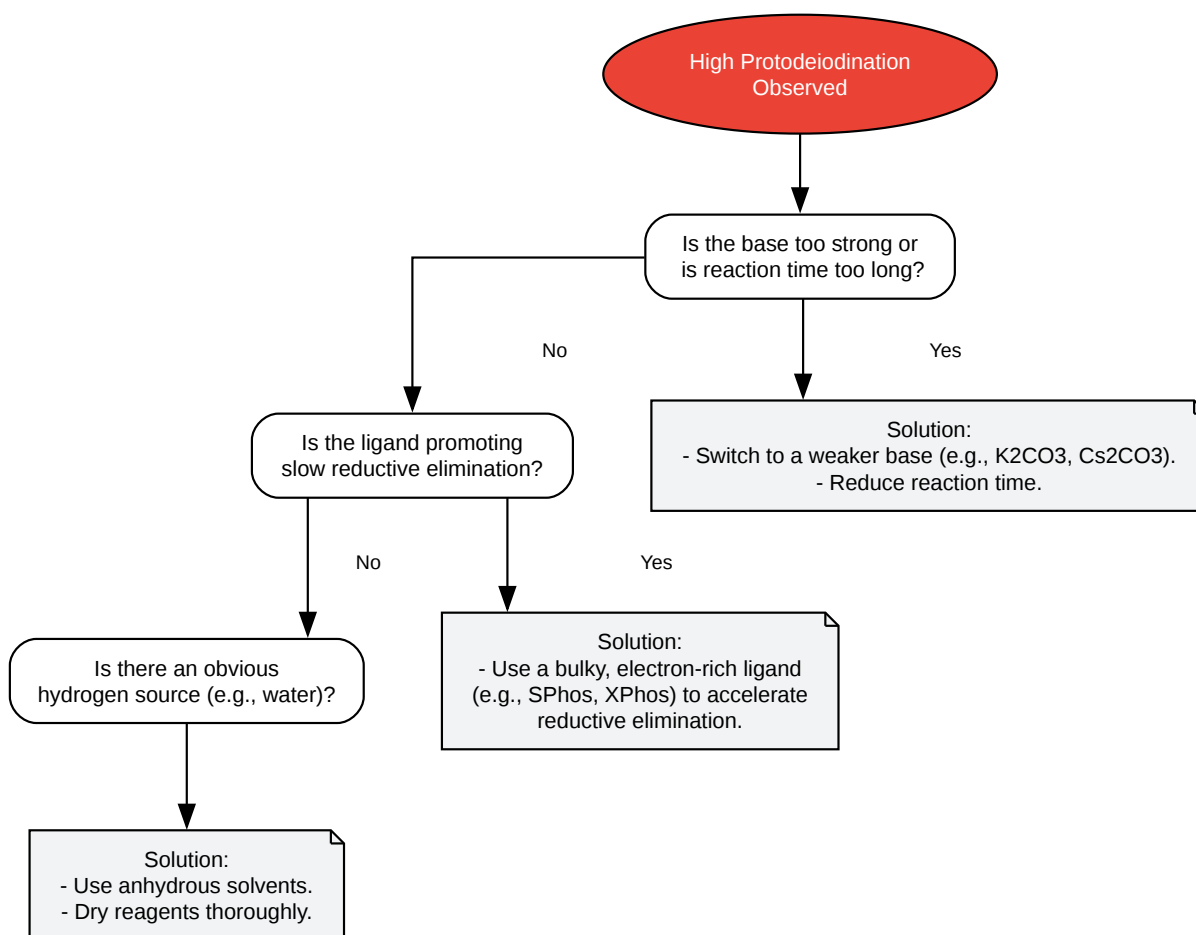 High Protodeiodination
Observed
Is the base too strong or
is reaction time too long?
No
Yes
Is the ligand promoting
slow reductive elimination?
Solution:
- Switch to a weaker base (e.g., K2CO3, Cs2CO3).
- Reduce reaction time.
No
Yes
Is there an obvious
hydrogen source (e.g., water)?
Solution:
- Use a bulky, electron-rich ligand
(e.g., SPhos, XPhos) to accelerate
reductive elimination.
Solution:
- Use anhydrous solvents.
- Dry reagents thoroughly.